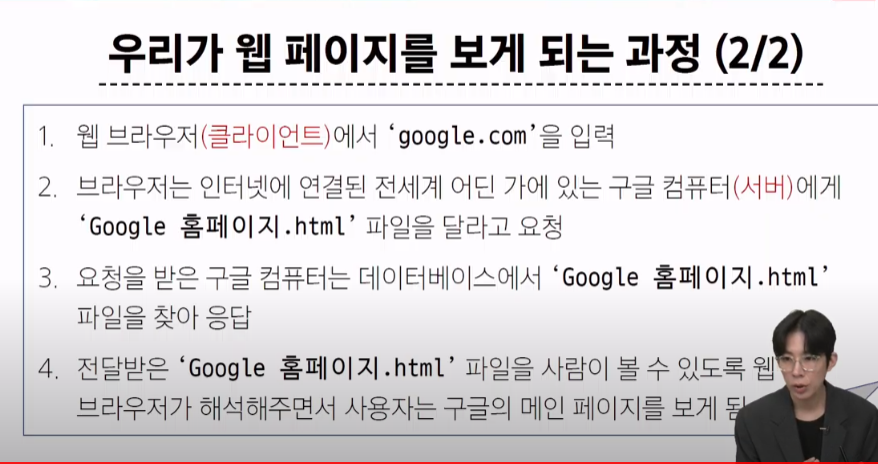 우리가 웹 페이지를 보게 되는 과정 (2/2)
1. 웹 브라우저(클라이언트)에서 ‘google.com’을 입력
2. 브라우저는 인터넷에 연결된 전세계 어딘 가에 있는 구글 컴퓨터(서버)에게
‘Google 홈페이지.html’ 파일을 달라고 요청
3. 요청을 받은 구글 컴퓨터는 데이터베이스에서 ‘Google 홈페이지.html’
파일을 찾아 응답
4. 전달받은 ‘Google 홈페이지.html’ 파일을 사람이 볼 수 있도록 웹
브라우저가 해석해주면서 사용자는 구글의 메인 페이지를 보게 됨